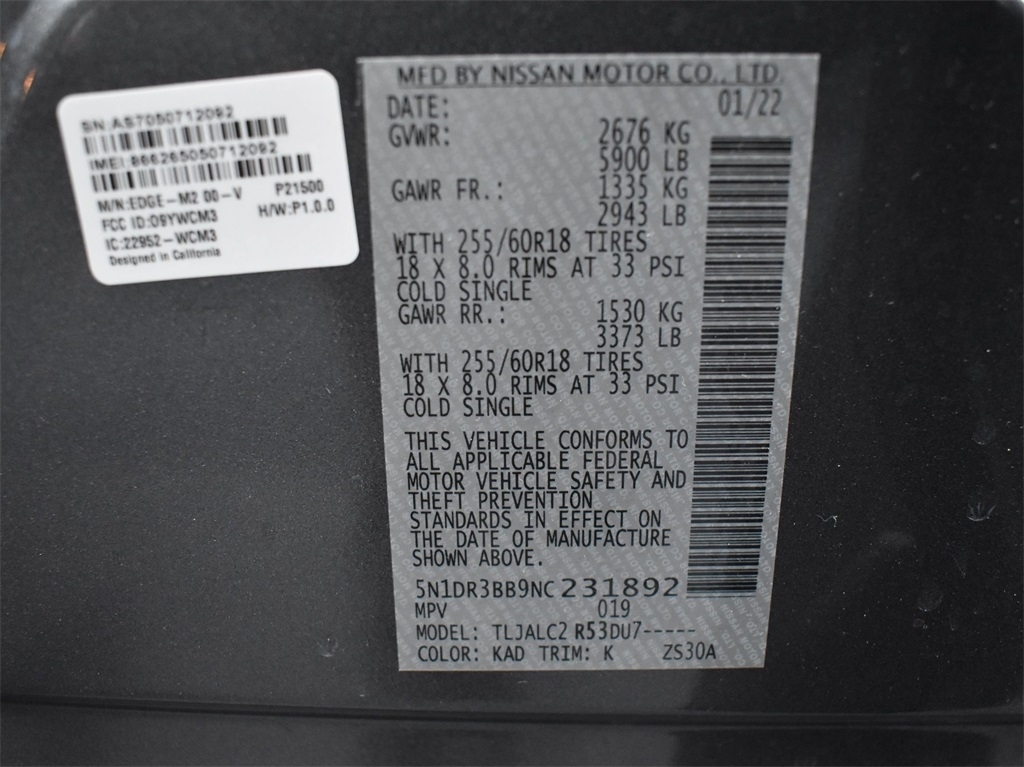 SN:AS7050712092
IMEI:866265050712092
M/N:EDGE-M2 00-V P21500
FCC ID:O9YWCM3 H/W:P1.0.0
IC:22952-WCM3
Designed in California
MFD BY NISSAN MOTOR CO., LTD.
DATE: 01/22
GVWR: 2676 KG
5900 LB
GAWR FR.: 1335 KG
2943 LB
WITH 255/60R18 TIRES
18 X 8.0 RIMS AT 33 PSI
COLD SINGLE
GAWR RR.: 1530 KG
3373 LB
WITH 255/60R18 TIRES
18 X 8.0 RIMS AT 33 PSI
COLD SINGLE
THIS VEHICLE CONFORMS TO
ALL APPLICABLE FEDERAL
MOTOR VEHICLE SAFETY AND
THEFT PREVENTION
STANDARDS IN EFFECT ON
THE DATE OF MANUFACTURE
SHOWN ABOVE.
5N1DR3BB9NC231892
MPV 019
MODEL: TLJALC2 R53DU7-----
COLOR: KAD TRIM: K ZS30A